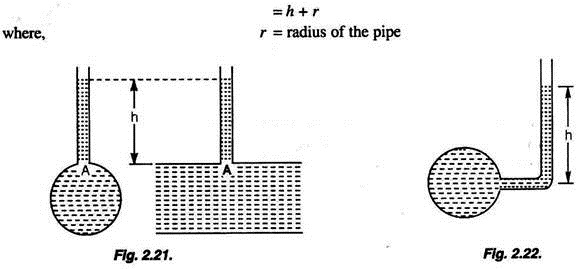 = h + r
where, r = radius of the pipe
h
A
A
h
Fig. 2.21.
Fig. 2.22.